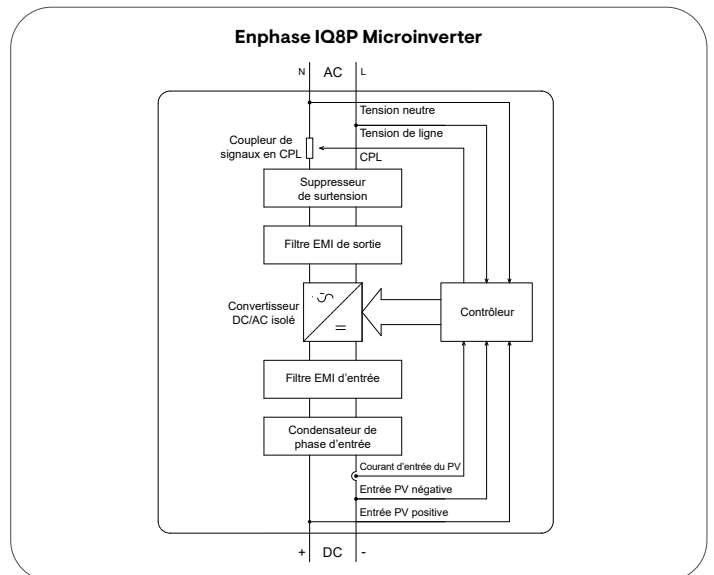 Enphase IQ8P Microinverter
N AC L
Tension neutre
Tension de ligne
Coupleur de
signaux en CPL
CPL
Suppresseur
de surtension
Filtre EMI de sortie
Convertisseur
DC/AC isolé
Contrôleur
Filtre EMI d'entrée
Condensateur de
phase d'entrée
Courant d'entrée du PV
Entrée PV négative
Entrée PV positive
+ DC -